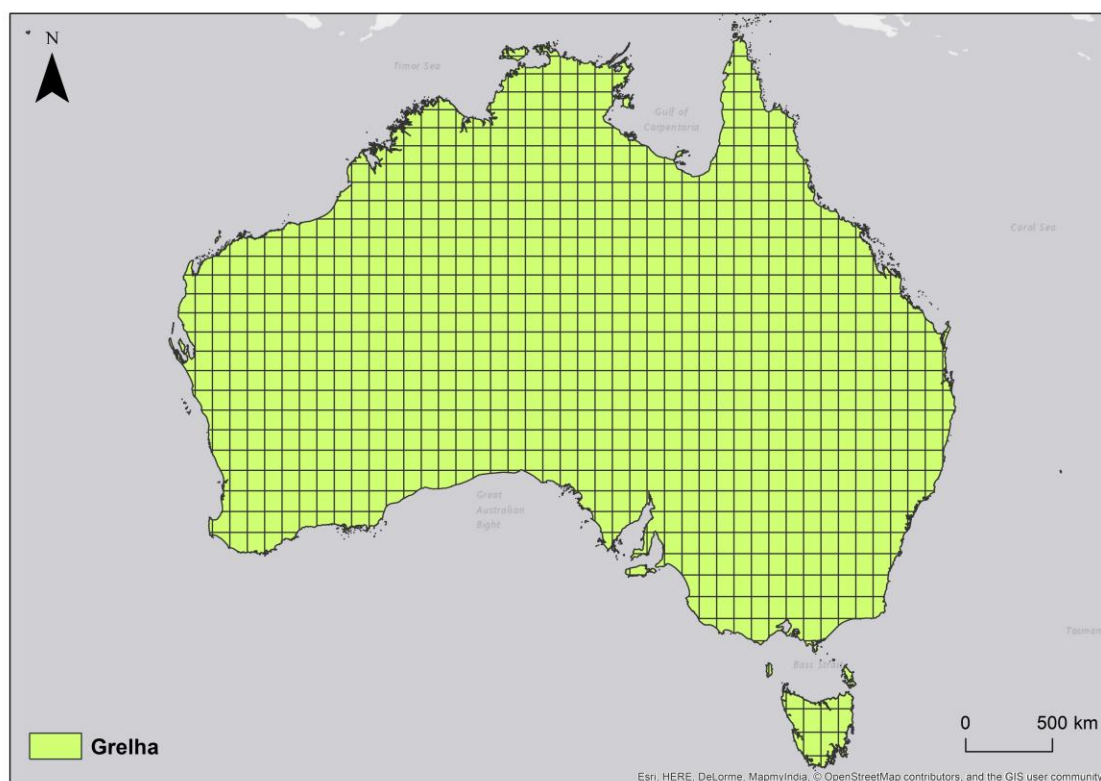 N
Timor Sea
Gulf of
Carpentaria
Coral Sea
Great
Australian
Bight
Tasman
Bass Strait
0 500 km
Grelha
Esri, HERE, DeLorme, MapmyIndia, © OpenStreetMap contributors, and the GIS user community